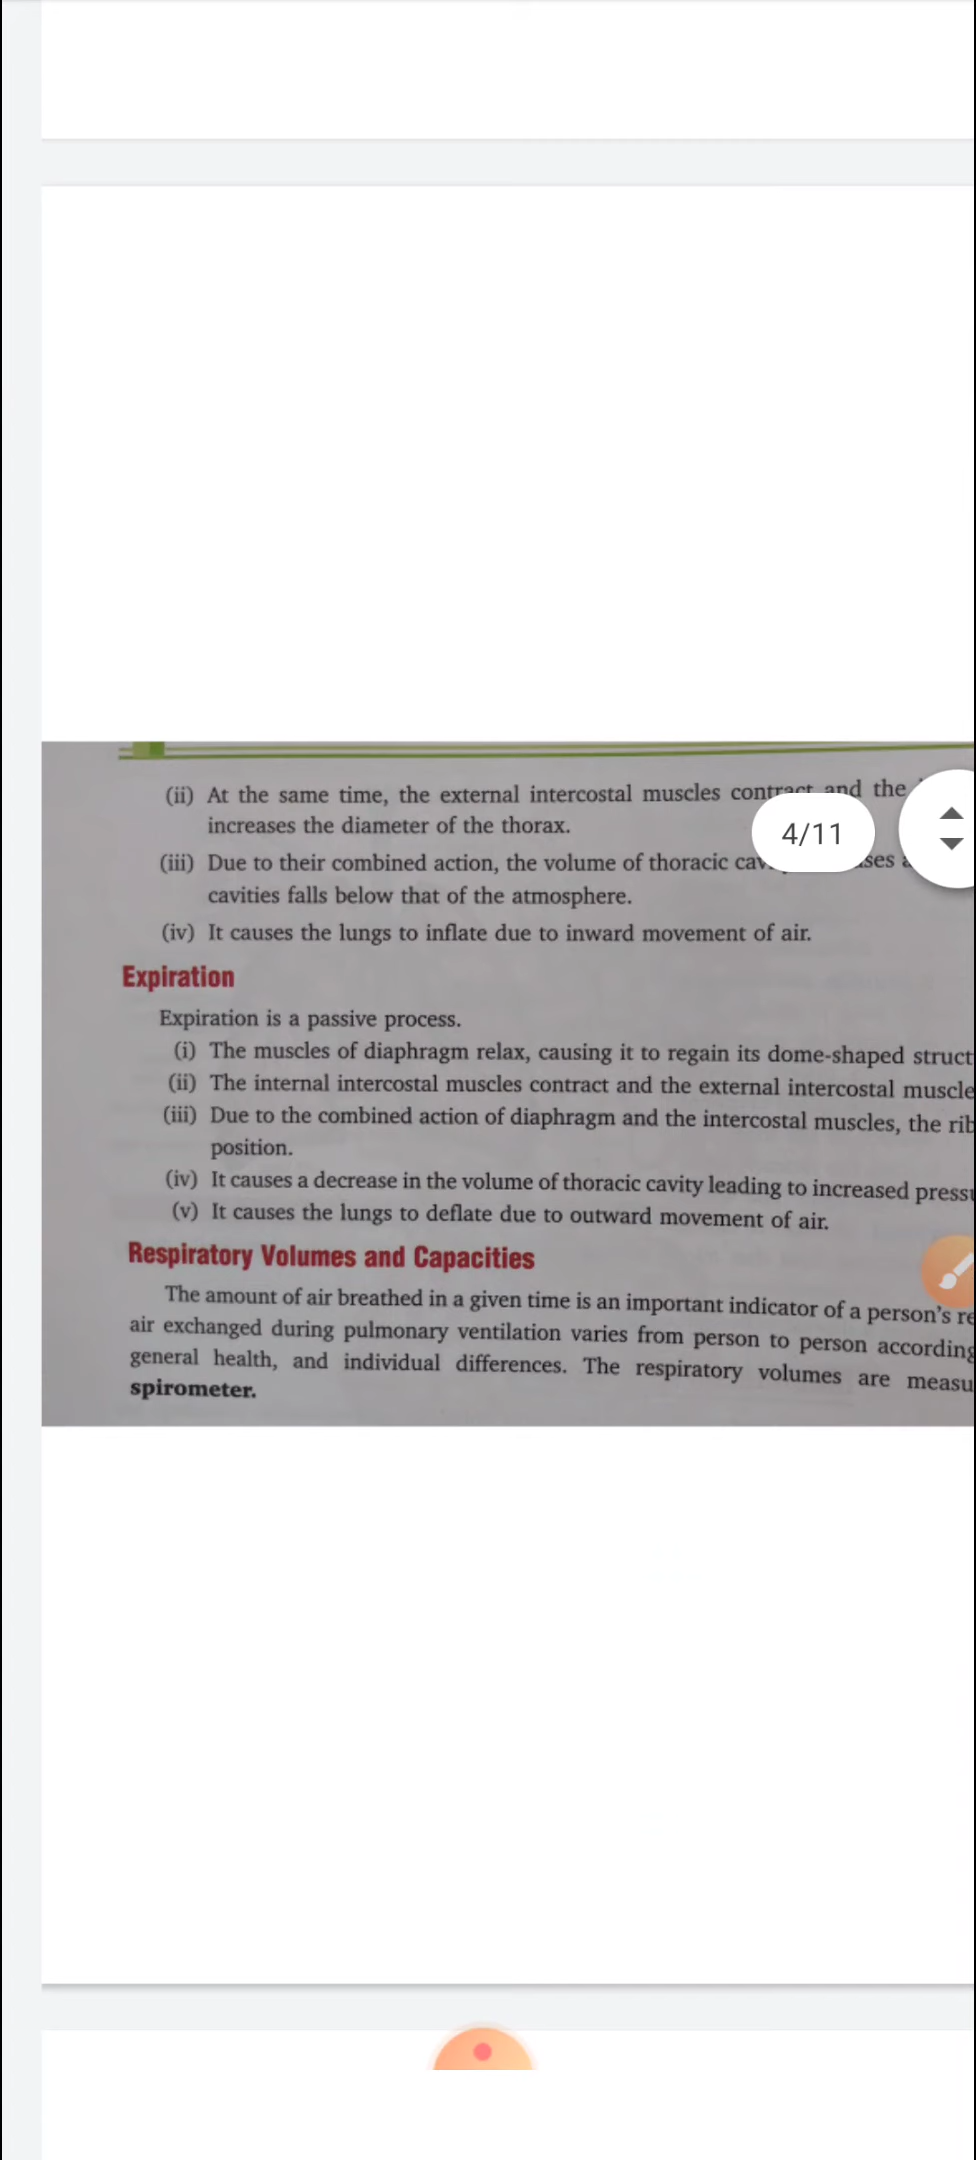 (ii) At the same time, the external intercostal muscles contract and the
increases the diameter of the thorax.
4/11
(iii) Due to their combined action, the volume of thoracic
cavities falls below that of the atmosphere.
(iv) It causes the lungs to inflate due to inward movement of air.
Expiration
Expiration is a passive process.
(i) The muscles of diaphragm relax, causing it to regain its dome-shaped struct
(ii) The internal intercostal muscles contract and the external intercostal muscle
(iii) Due to the combined action of diaphragm and the intercostal muscles, the rib
position.
(iv) It causes a decrease in the volume of thoracic cavity leading to increased press
(v) It causes the lungs to deflate due to outward movement of air.
Respiratory Volumes and Capacities
The amount of air breathed in a given time is an important indicator of a person's re
air exchanged during pulmonary ventilation varies from person to person according
general health, and individual differences. The respiratory volumes are measu
spirometer.